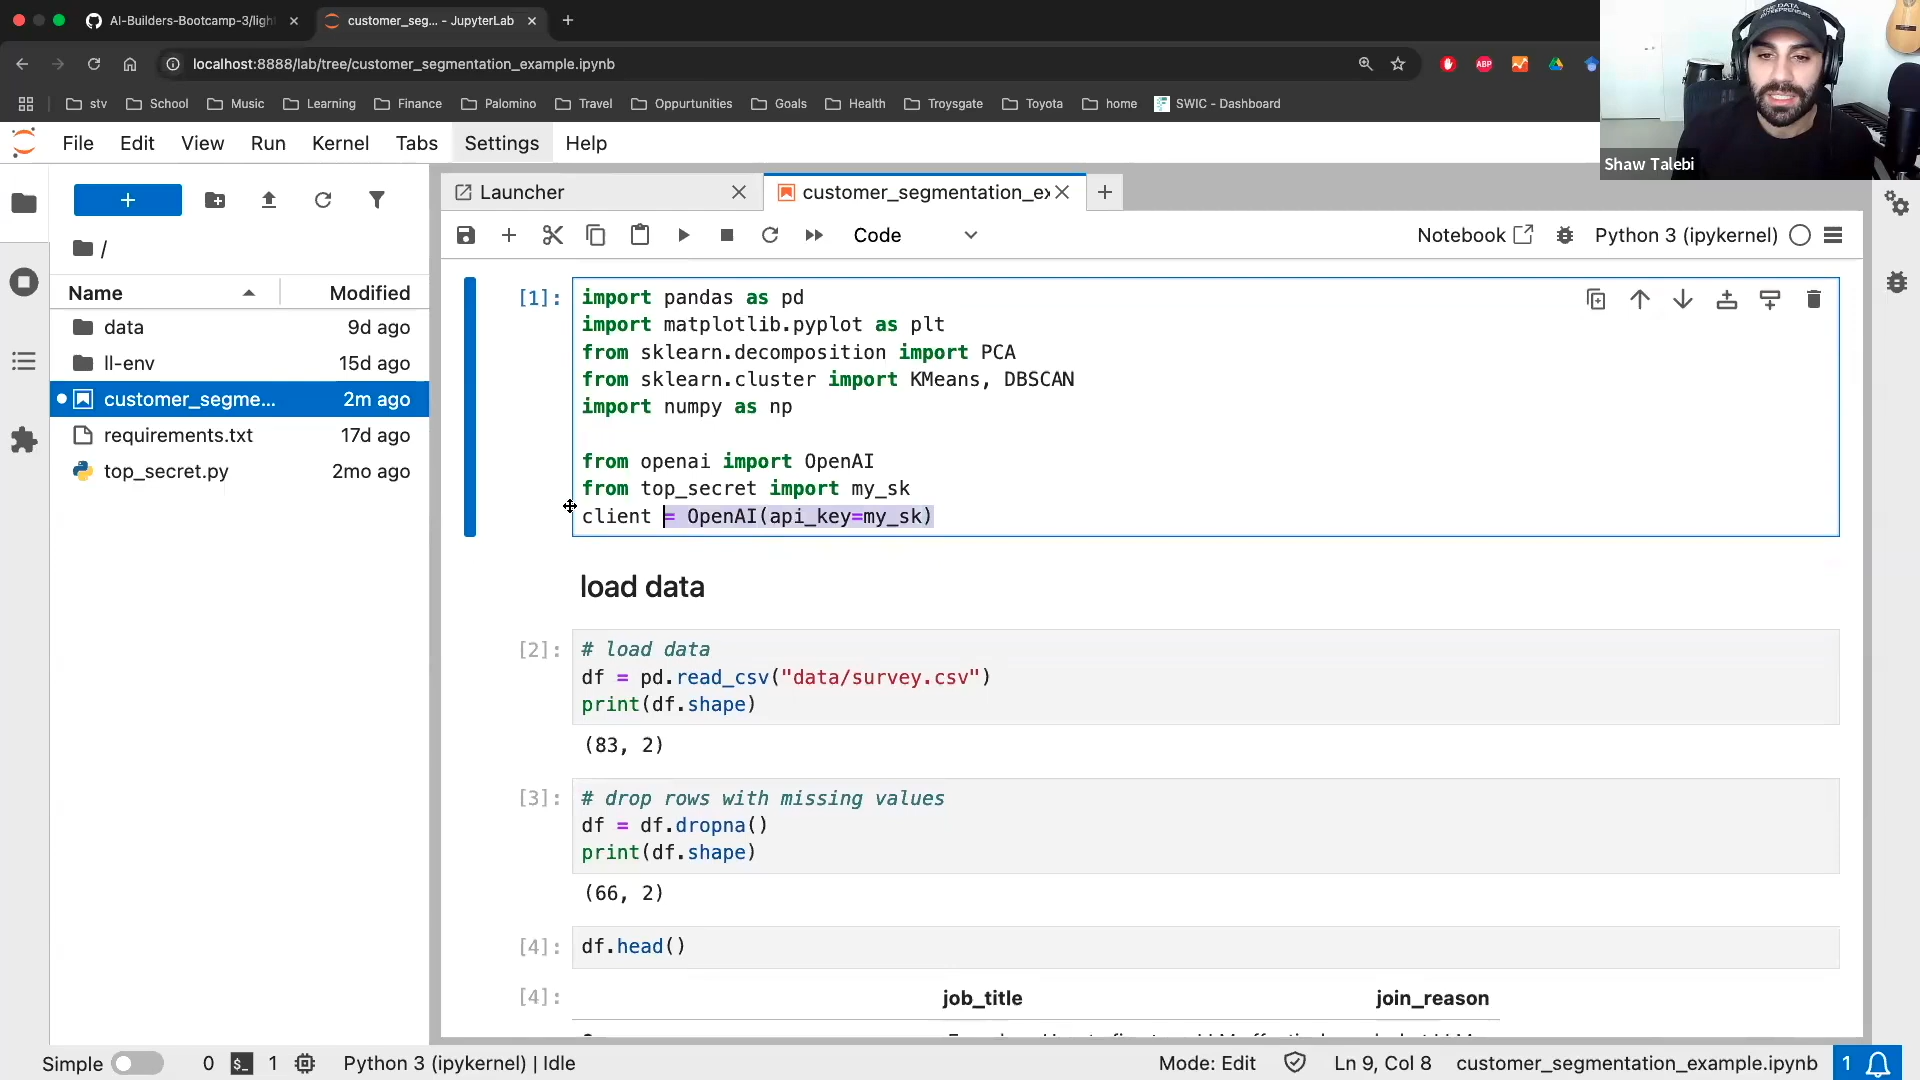 AI-Builders-Bootcamp-3/ligh
customer_seg... - JupyterLab
localhost:8888/lab/tree/customer_segmentation_example.ipynb
ABP
stv
School
Music
Learning
Finance
Palomino
Travel
Oppurtunities
Goals
Health
Troysgate
Toyota
home
SWIC - Dashboard
Shaw Talebi
File Edit View Run Kernel Tabs Settings Help
Launcher
customer_segmentation_ex
Code
Notebook
Python 3 (ipykernel)
/
Name Modified
data 9d ago
ll-env 15d ago
customer_segme... 2m ago
requirements.txt 17d ago
top_secret.py 2mo ago
[1]:
import pandas as pd
import matplotlib.pyplot as plt
from sklearn.decomposition import PCA
from sklearn.cluster import KMeans, DBSCAN
import numpy as np
from openai import OpenAI
from top_secret import my_sk
client = OpenAI(api_key=my_sk)
load data
[2]:
# load data
df = pd.read_csv("data/survey.csv")
print(df.shape)
(83, 2)
[3]:
# drop rows with missing values
df = df.dropna()
print(df.shape)
(66, 2)
[4]:
df.head()
[4]:
job_title join_reason
Simple
0
$_
1
Python 3 (ipykernel) | Idle
Mode: Edit
Ln 9, Col 8
customer_segmentation_example.ipynb
1